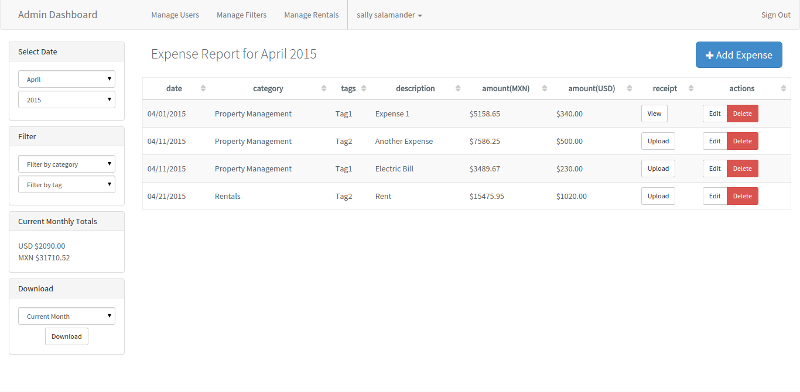 Admin Dashboard Manage Users Manage Filters Manage Rentals sally salamander Sign Out
Select Date
April
2015
Filter
Filter by category
Filter by tag
Current Monthly Totals
USD $2090.00
MXN $31710.52
Download
Current Month
Download
Expense Report for April 2015
+ Add Expense
date category tags description amount(MXN) amount(USD) receipt actions
04/01/2015 Property Management Tag1 Expense 1 $5158.65 $340.00 View Edit Delete
04/11/2015 Property Management Tag2 Another Expense $7586.25 $500.00 Upload Edit Delete
04/11/2015 Property Management Tag1 Electric Bill $3489.67 $230.00 Upload Edit Delete
04/21/2015 Rentals Tag2 Rent $15475.95 $1020.00 Upload Edit Delete